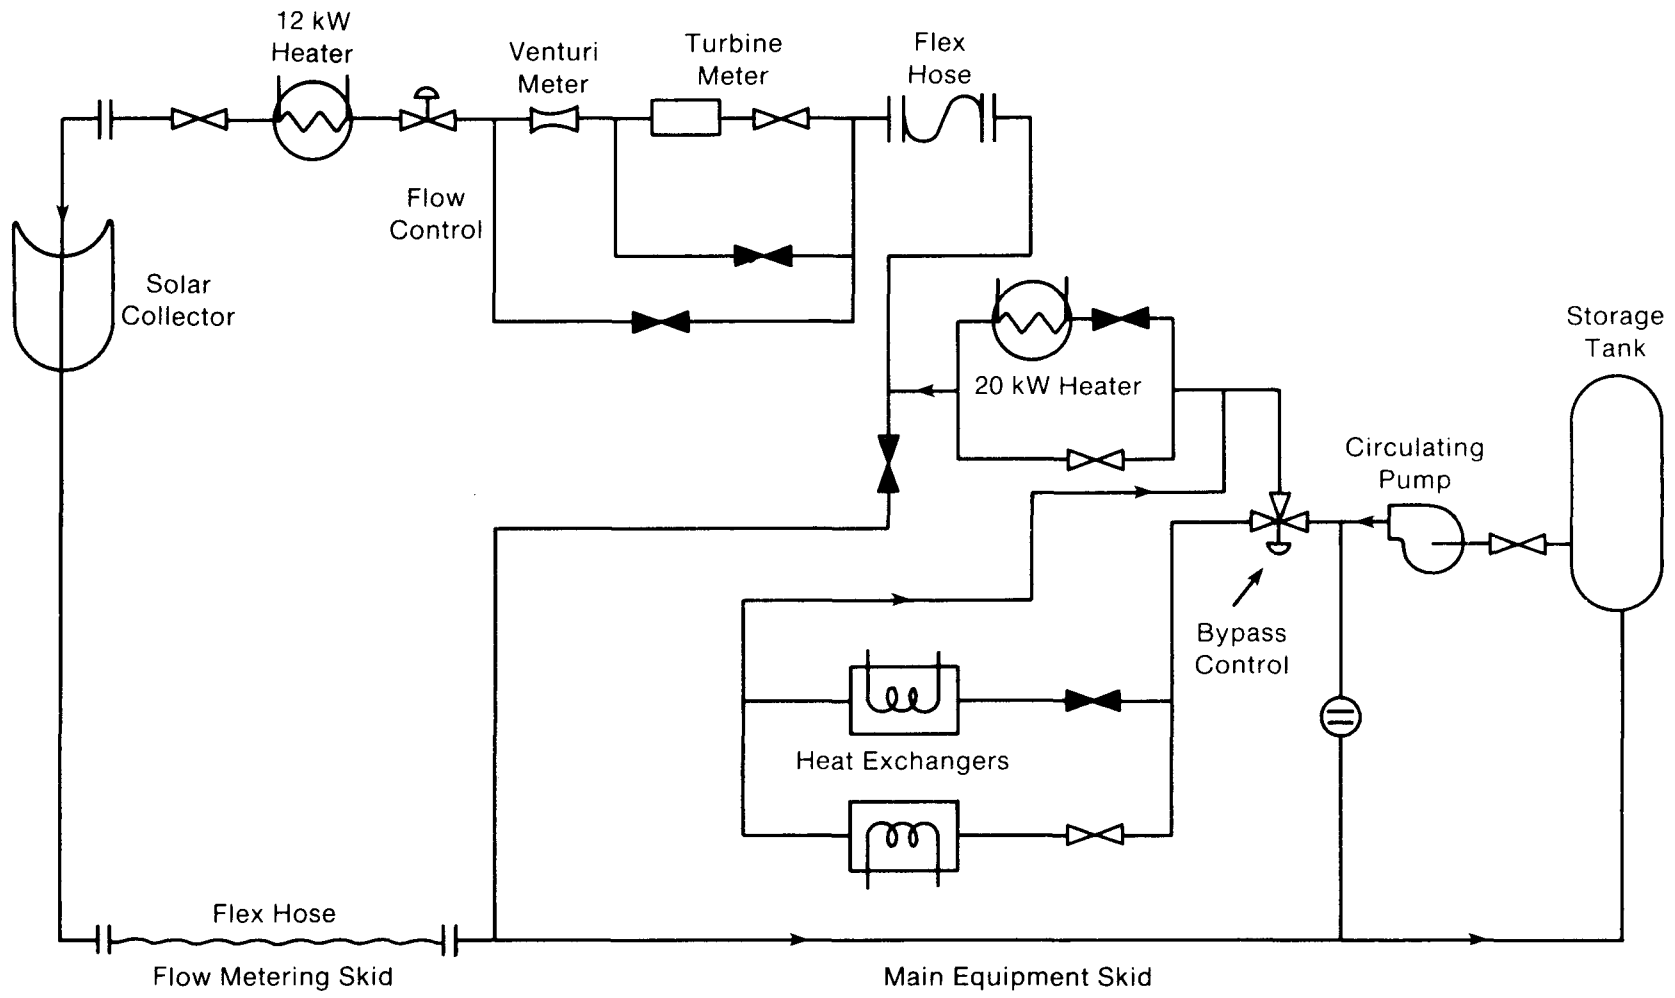 12 kW
Heater
Venturi
Meter
Turbine
Meter
Flex
Hose
Flow
Control
Solar
Collector
20 kW Heater
Storage
Tank
Circulating
Pump
Bypass
Control
Heat Exchangers
Flex Hose
Flow Metering Skid
Main Equipment Skid